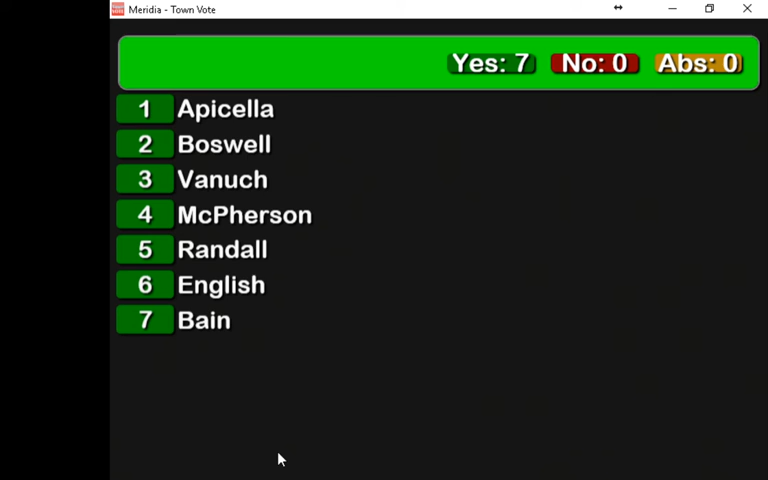 Meridia - Town Vote
Yes: 7 No: 0 Abs: 0
1 Apicella
2 Boswell
3 Vanuch
4 McPherson
5 Randall
6 English
7 Bain